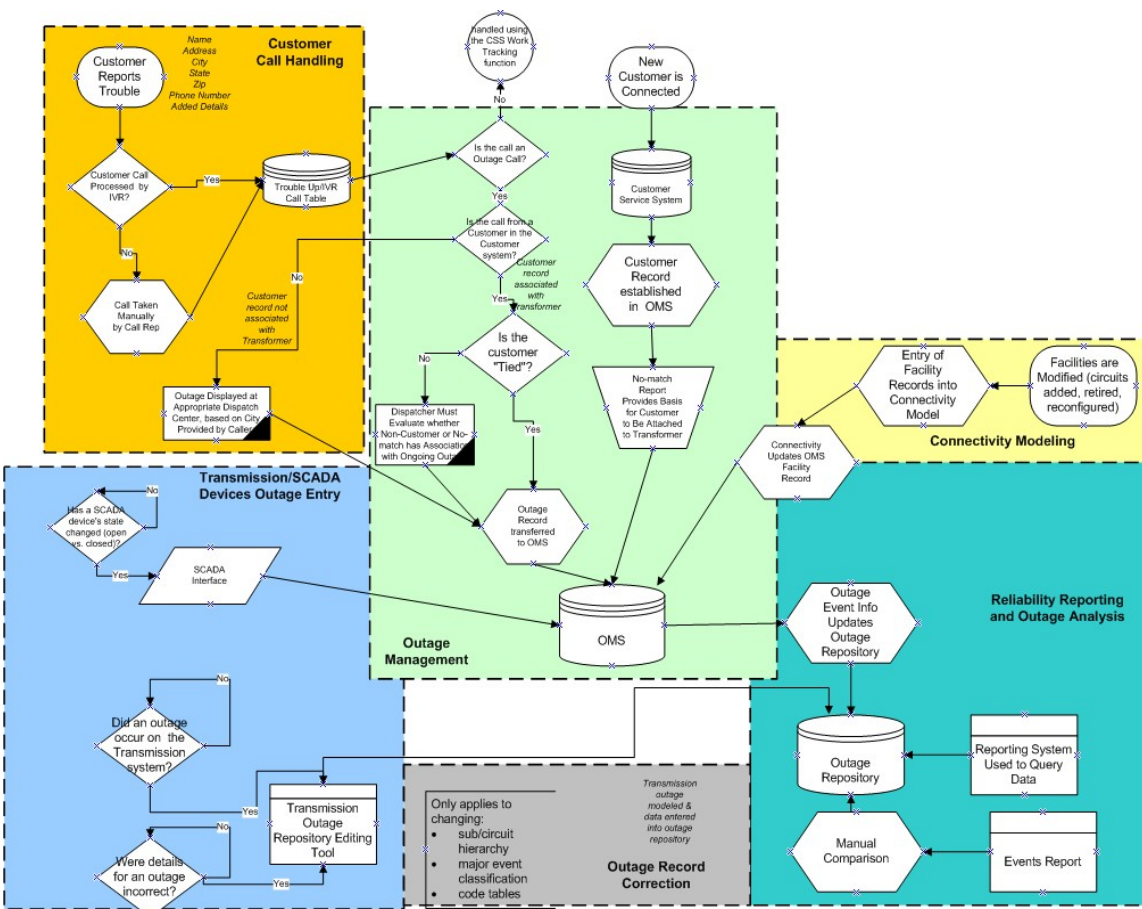 Customer
Call Handling
Name
Address
City
State
Zip
Phone Number
Added Details
Customer
Reports
Trouble
Customer Call
Processed by
IVR?
Yes
No
Trouble Up/IVR
Call Table
Call Taken
Manually
by Call Rep
Customer
record not
associated
with
Transformer
Outage Displayed at
Appropriate Dispatch
Center, based on City
Provided by Caller
handled using
the CSS Work
Tracking
function
No
Is the call an
Outage Call?
Yes
Is the call from a
Customer in the
Customer
system?
No
Customer
record
associated
with
Transformer
Yes
Is the
customer
"Tied"?
No
Yes
Dispatcher Must
Evaluate whether
Non-Customer or No-
match has Association
with Ongoing
Outage
Record
transferred
to OMS
New
Customer is
Connected
Customer
Service System
Customer
Record
established
in OMS
No-match
Report
Provides Basis
for Customer
to Be Attached
to Transformer
OMS
Outage
Management
Entry of
Facility
Records into
Connectivity
Model
Facilities are
Modified (circuits
added, retired,
reconfigured)
Connectivity Modeling
Connectivity
Updates OMS
Facility
Record
Transmission/SCADA
Devices Outage Entry
No
Has a SCADA
device's state
changed (open
vs. closed)?
Yes
SCADA
Interface
No
Did an outage
occur on the
Transmission
system?
Yes
Transmission
Outage
Repository Editing
Tool
No
Were details
for an outage
incorrect?
Yes
Only applies to
changing:
• sub/circuit
hierarchy
• major event
classification
• code tables
Transmission
outage
modeled &
data entered
into outage
repository
Outage Record
Correction
Outage
Event Info
Updates
Outage
Repository
Reliability Reporting
and Outage Analysis
Outage
Repository
Reporting System
Used to Query
Data
Manual
Comparison
Events Report